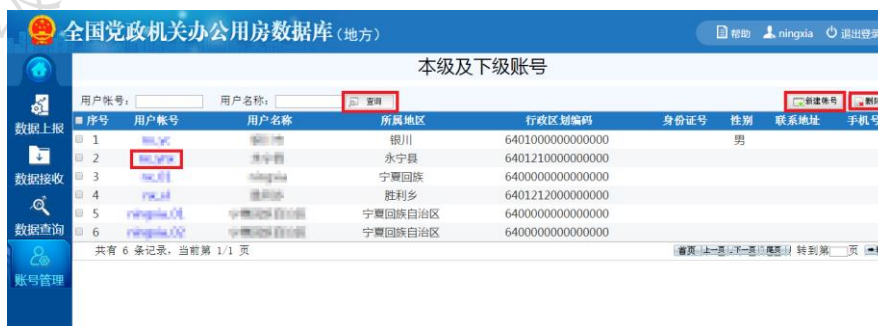 全国党政机关办公用房数据库(地方)
帮助 ningxia 退出登录
本级及下级账号
用户帐号: 用户名称: 查询 新建帐号 删除
序号 用户帐号 用户名称 所属地区 行政区划编码 身份证号 性别 联系地址 手机号
1 银川 6401000000000000 男
2 永宁县 6401210000000000
3 宁夏回族 6400000000000000
4 胜利乡 6401212000000000
5 ningxia_01 宁夏回族自治区 6400000000000000
6 ningxia_02 宁夏回族自治区 6400000000000000
共有 6 条记录, 当前第 1/1 页 首页 上一页 下一页 尾页 转到第 页
数据上报
数据接收
数据查询
账号管理